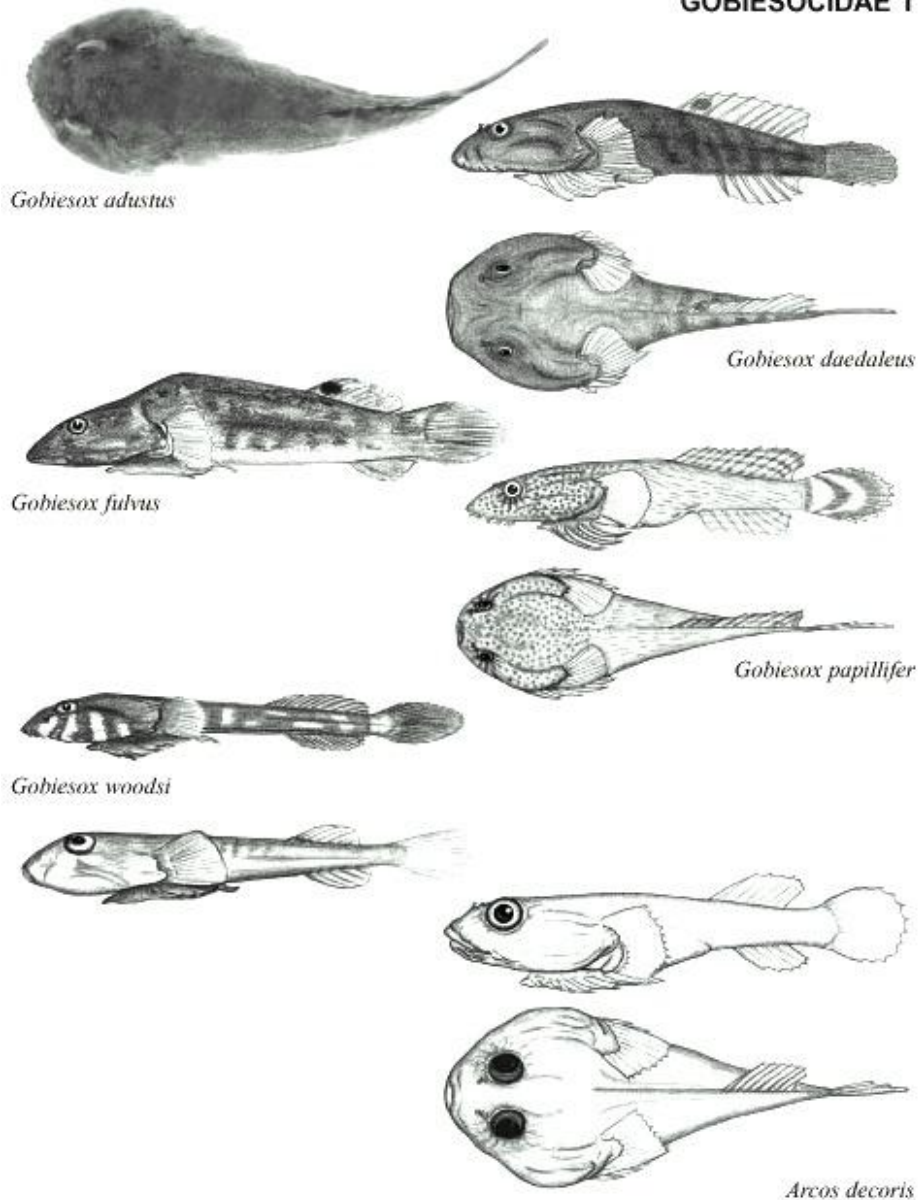 GOBIESOCIDAE 1
Gobiesox adustus
Gobiesox daedaleus
Gobiesox fulvus
Gobiesox papillifer
Gobiesox woodsi
Arcos decoris